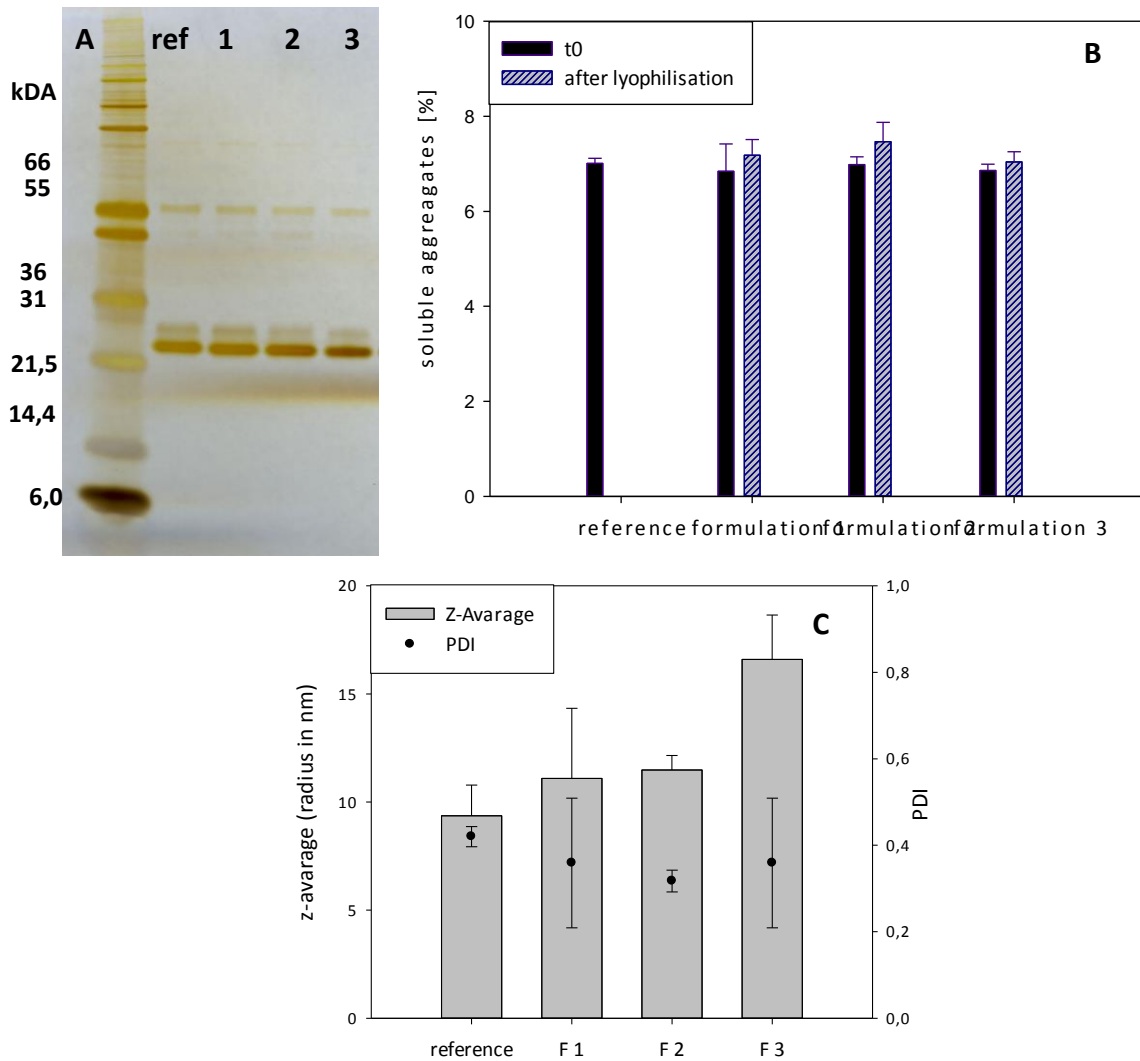 A ref 1 2 3
kDA
66
55
36
31
21,5
14,4
6,0
B
t0
after lyophilisation
10
8
6
4
2
0
soluble aggreagates [%]
reference formulation 1 formulation 2 formulation 3
C
Z-Avarage
PDI
20
15
10
5
0
z-avarage (radius in nm)
1,0
0,8
0,6
0,4
0,2
0,0
PDI
reference F 1 F 2 F 3